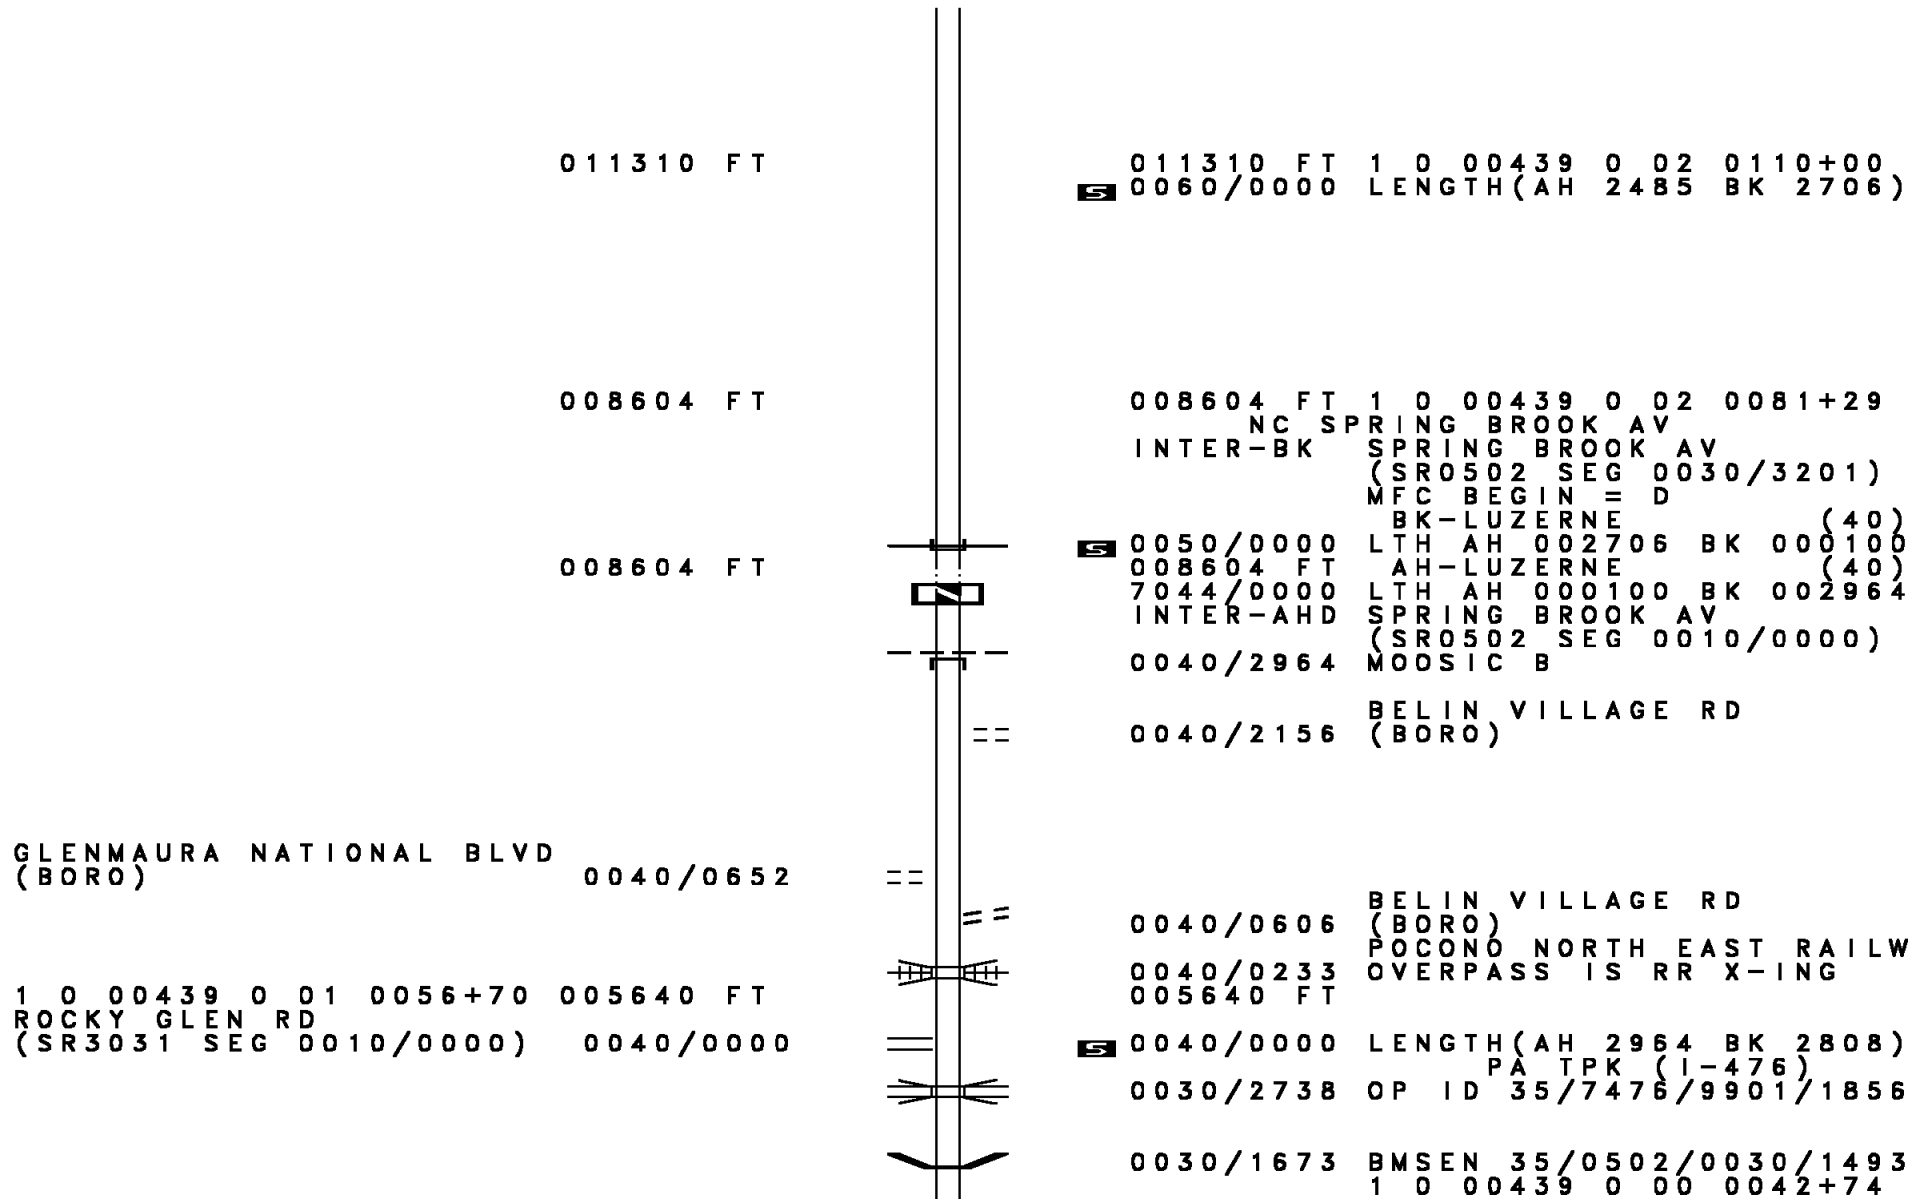 011310 FT 011310 FT 1 0 00439 0 02 0110+00
S 0060/0000 LENGTH(AH 2485 BK 2706)
008604 FT 008604 FT 1 0 00439 0 02 0081+29
NC SPRING BROOK AV
INTER-BK SPRING BROOK AV
(SR0502 SEG 0030/3201)
MFC BEGIN = D
BK-LUZERNE (40)
S 0050/0000 LTH AH 002706 BK 000100
008604 FT 008604 FT AH-LUZERNE (40)
7044/0000 LTH AH 000100 BK 002964
INTER-AHD SPRING BROOK AV
(SR0502 SEG 0010/0000)
0040/2964 MOOSIC B
BELIN VILLAGE RD
0040/2156 (BORO)
GLENMAURA NATIONAL BLVD
(BORO) 0040/0652
BELIN VILLAGE RD
0040/0606 (BORO)
POCONO NORTH EAST RAILW
0040/0233 OVERPASS IS RR X-ING
1 0 00439 0 01 0056+70 005640 FT 005640 FT
ROCKY GLEN RD
(SR3031 SEG 0010/0000) 0040/0000 S 0040/0000 LENGTH(AH 2964 BK 2808)
PA TPK (I-476)
0030/2738 OP ID 35/7476/9901/1856
0030/1673 BMSEN 35/0502/0030/1493
1 0 00439 0 00 0042+74